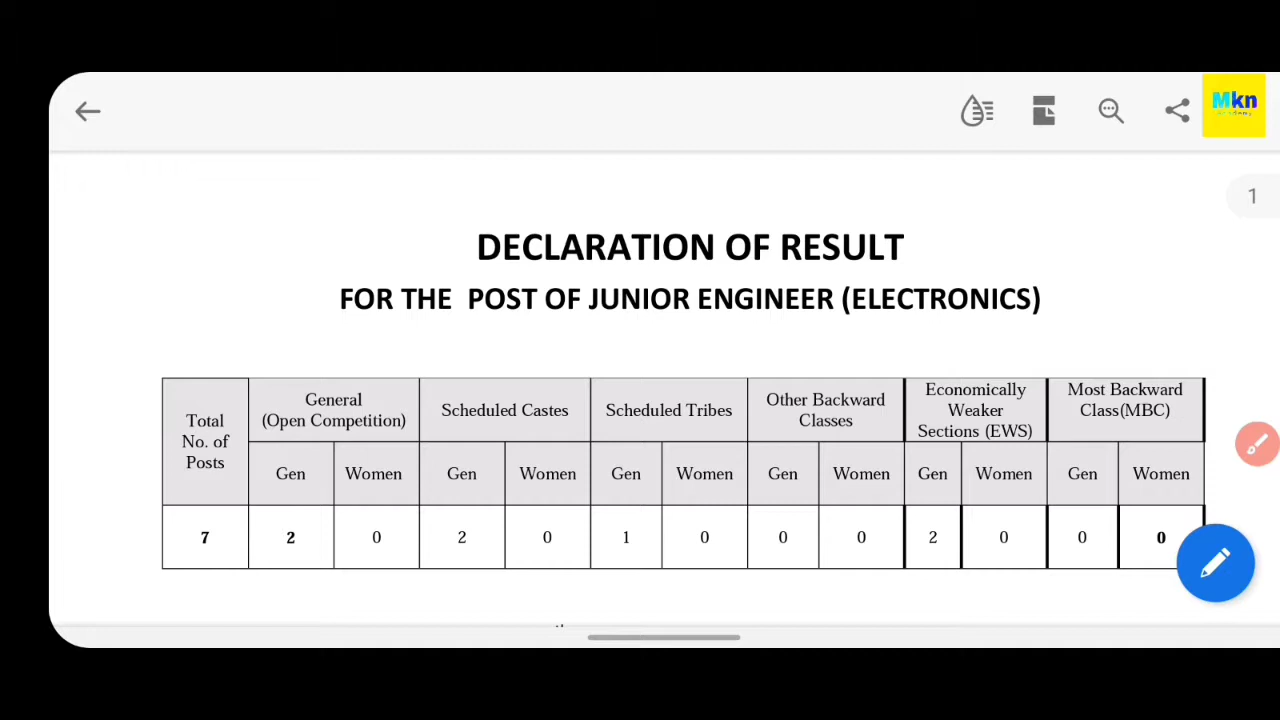 Mkn
Academy
1
DECLARATION OF RESULT
FOR THE POST OF JUNIOR ENGINEER (ELECTRONICS)
Total No. of Posts | General (Open Competition) | Scheduled Castes | Scheduled Tribes | Other Backward Classes | Economically Weaker Sections (EWS) | Most Backward Class(MBC)
Gen Women Gen Women Gen Women Gen Women Gen Women Gen Women
7 2 0 2 0 1 0 0 0 2 0 0 0